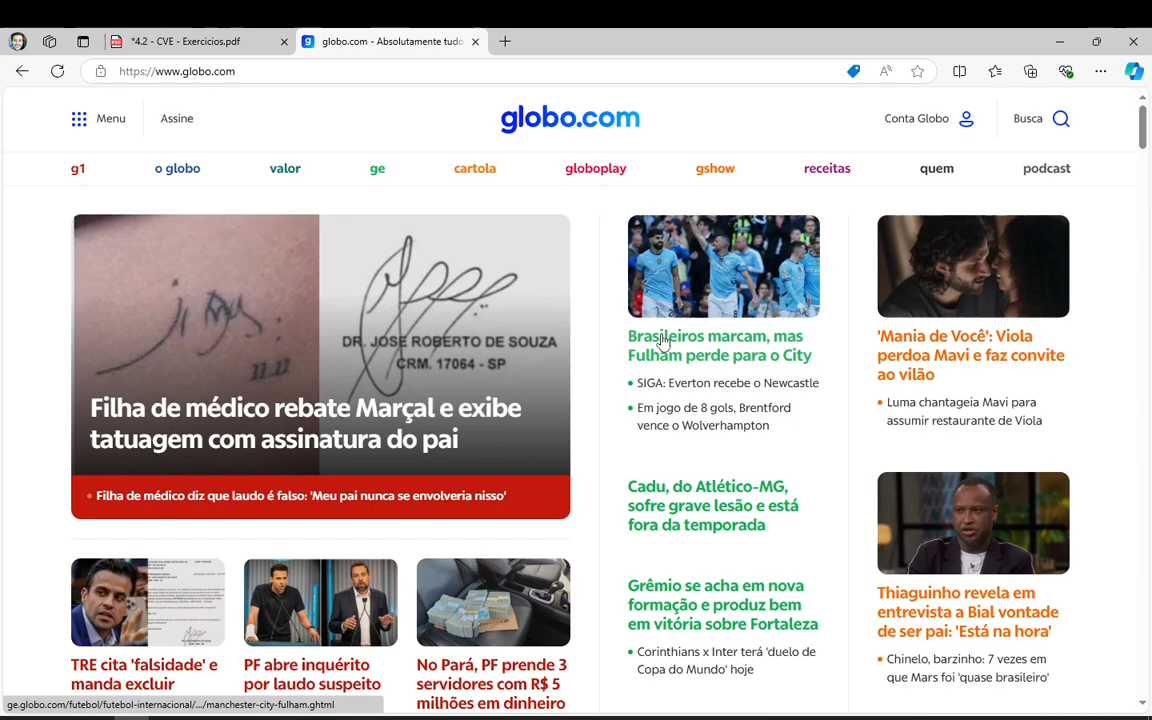 *4.2 - CVE - Exercicios.pdf
globo.com - Absolutamente tudo
https://www.globo.com
Menu
Assine
globo.com
Conta Globo
Busca
g1
o globo
valor
ge
cartola
globoplay
gshow
receitas
quem
podcast
DR. JOSE ROBERTO DE SOUZA
CRM. 17064 - SP
Filha de médico rebate Marçal e exibe
tatuagem com assinatura do pai
Filha de médico diz que laudo é falso: 'Meu pai nunca se envolveria nisso'
TRE cita 'falsidade' e
manda excluir
PF abre inquérito
por laudo suspeito
No Pará, PF prende 3
servidores com R$ 5
milhões em dinheiro
Brasileiros marcam, mas
Fulham perde para o City
SIGA: Everton recebe o Newcastle
Em jogo de 8 gols, Brentford
vence o Wolverhampton
Cadu, do Atlético-MG,
sofre grave lesão e está
fora da temporada
Grêmio se acha em nova
formação e produz bem
em vitória sobre Fortaleza
Corinthians x Inter terá 'duelo de
Copa do Mundo' hoje
'Mania de Você': Viola
perdoa Mavi e faz convite
ao vilão
Luma chantageia Mavi para
assumir restaurante de Viola
Thiaguinho revela em
entrevista a Bial vontade
de ser pai: 'Está na hora'
Chinelo, barzinho: 7 vezes em
que Mars foi 'quase brasileiro'
ge.globo.com/futebol/futebol-internacional/.../manchester-city-fulham.ghtml